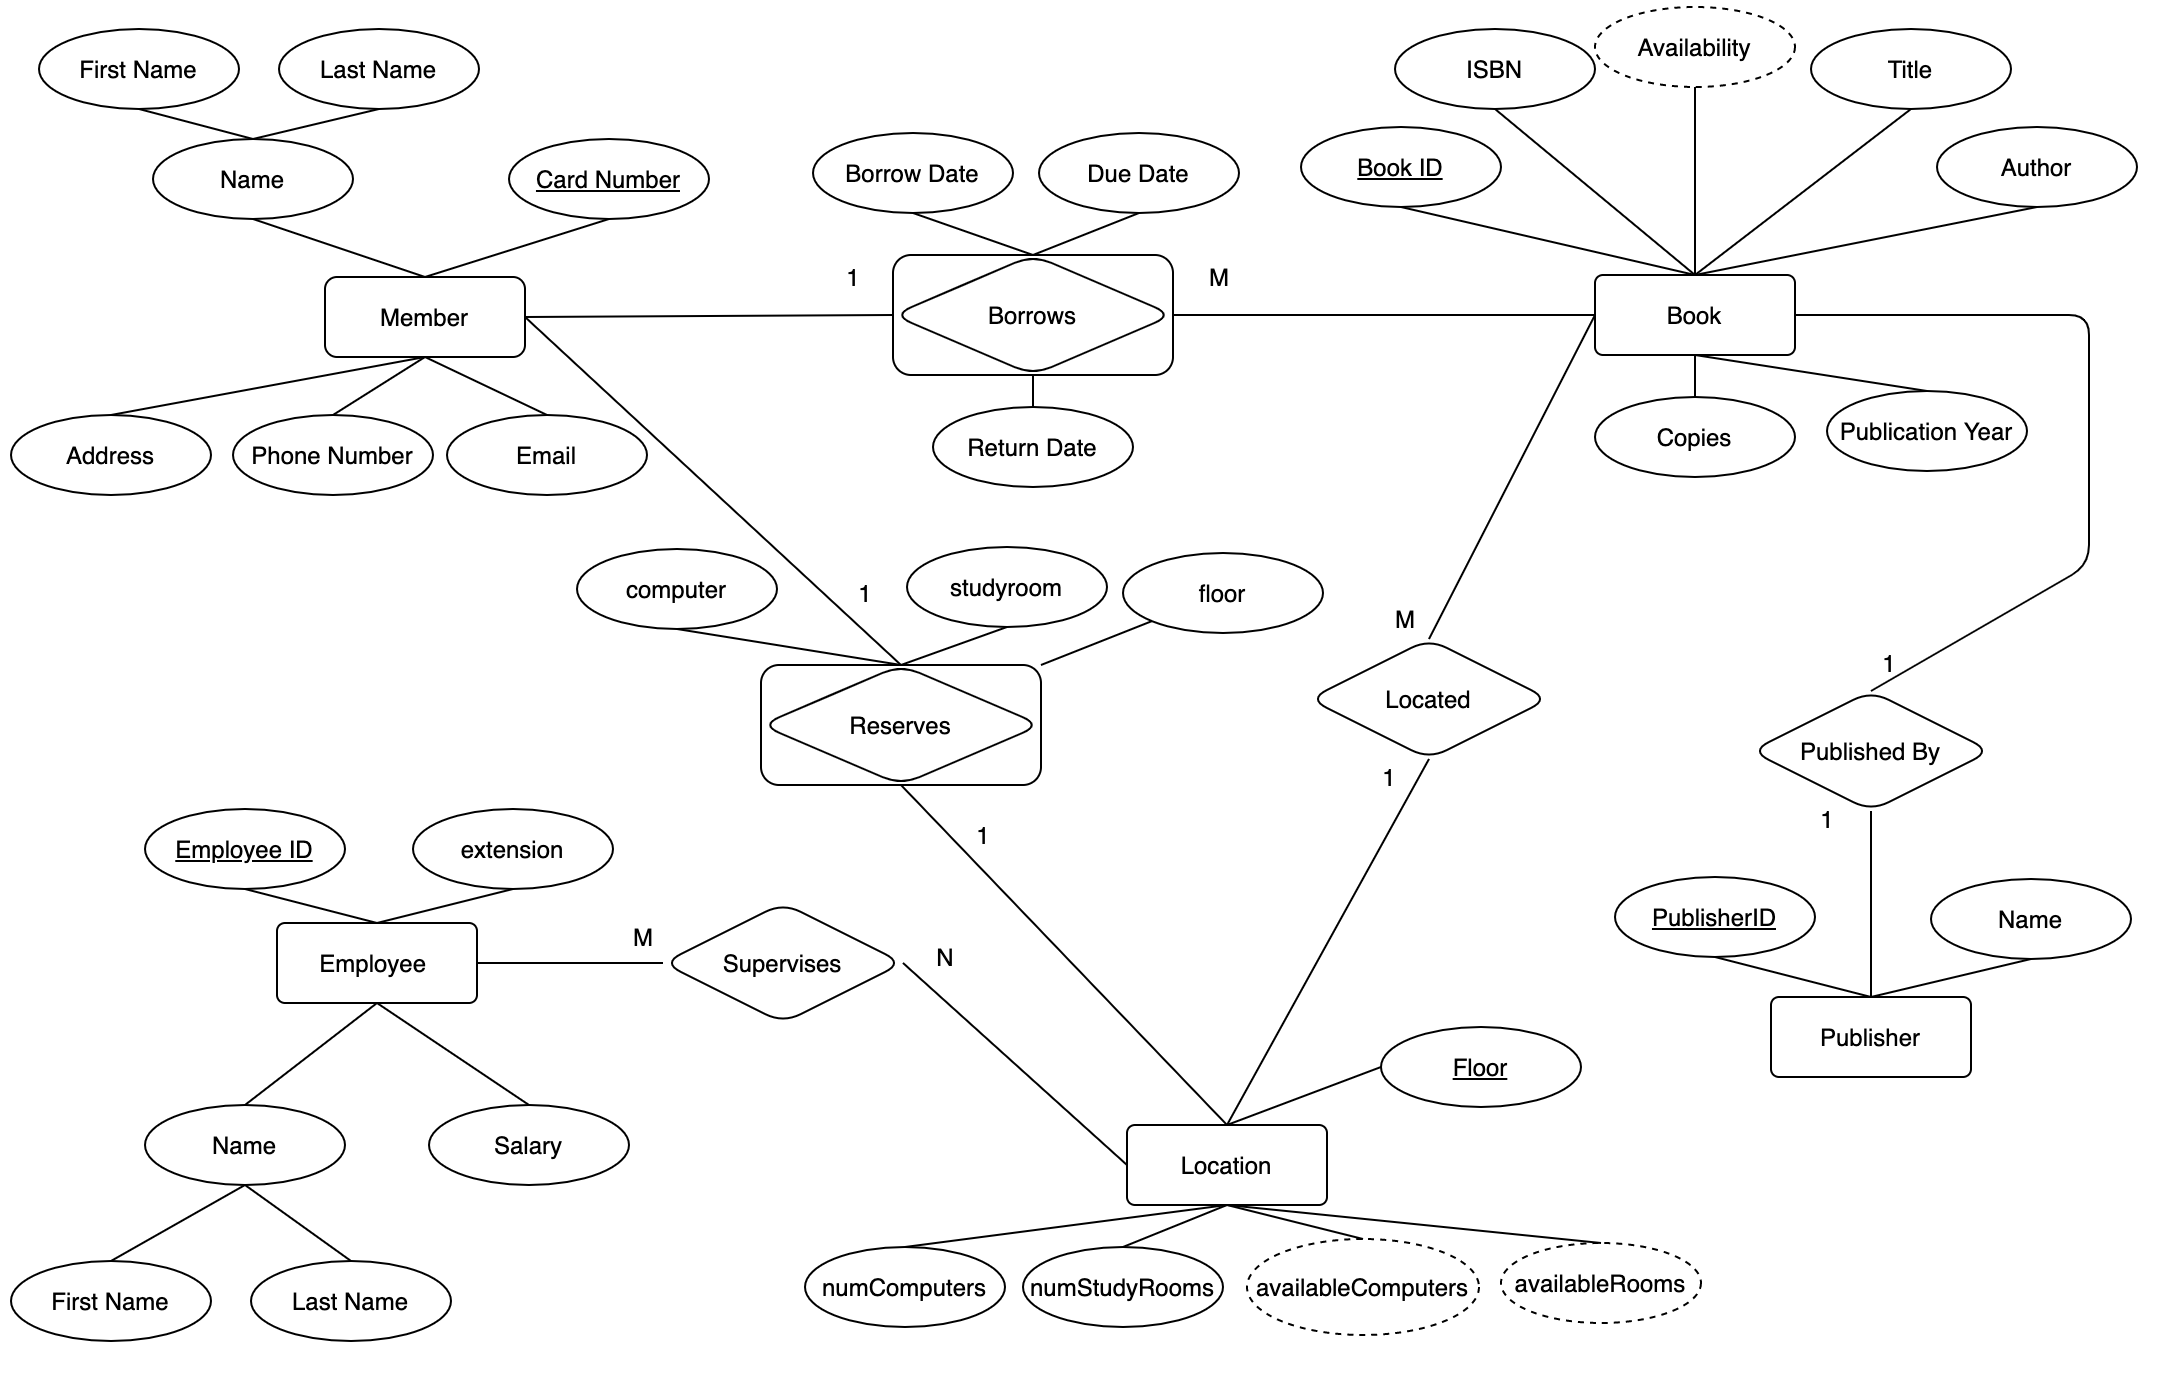 First Name
Last Name
Name
Card Number
Member
Address
Phone Number
Email
Borrow Date
Due Date
1
Borrows
M
Return Date
ISBN
Availability
Title
Book ID
Author
Book
Copies
Publication Year
computer
1
studyroom
floor
Reserves
1
M
Located
1
1
Published By
1
PublisherID
Name
Publisher
Employee ID
extension
Employee
M
Supervises
N
Name
Salary
First Name
Last Name
Floor
Location
numComputers
numStudyRooms
availableComputers
availableRooms